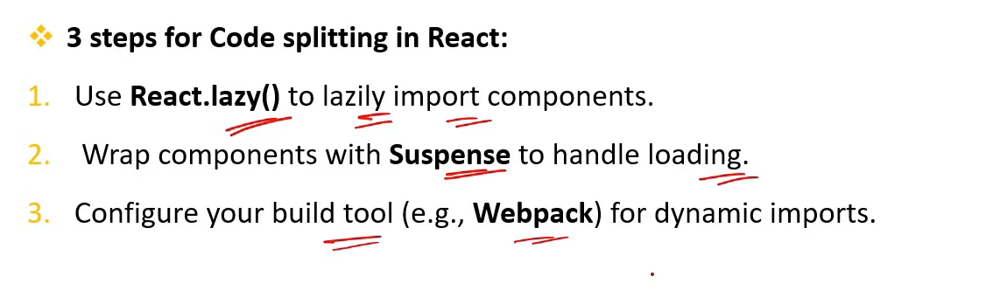 ❖ 3 steps for Code splitting in React:
1. Use React.lazy() to lazily import components.
2. Wrap components with Suspense to handle loading.
3. Configure your build tool (e.g., Webpack) for dynamic imports.